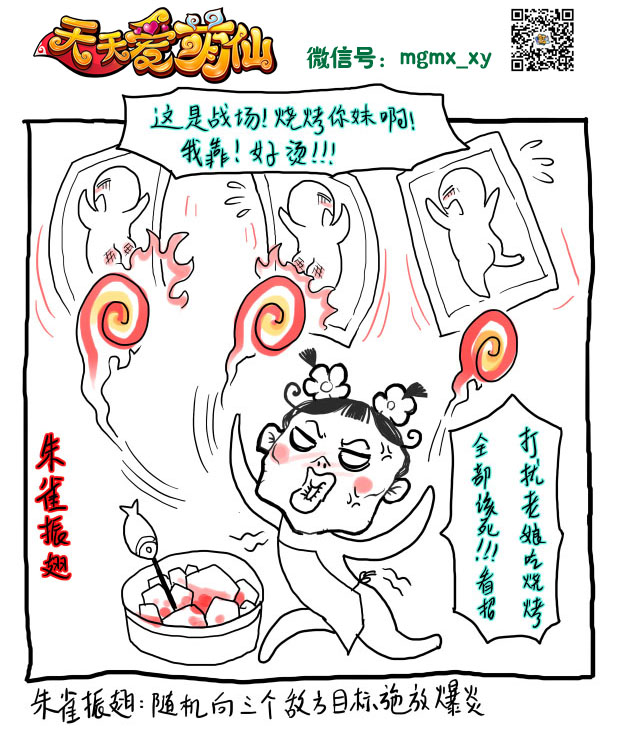 天天爱萌仙
微信号：mgmx_xy
这是战场！烧烤你妹啊！
我靠！好烫！！！
打扰老娘吃烧烤
全部该死！！！看招
朱雀振翅
朱雀振翅：随机向三个敌方目标施放爆炎